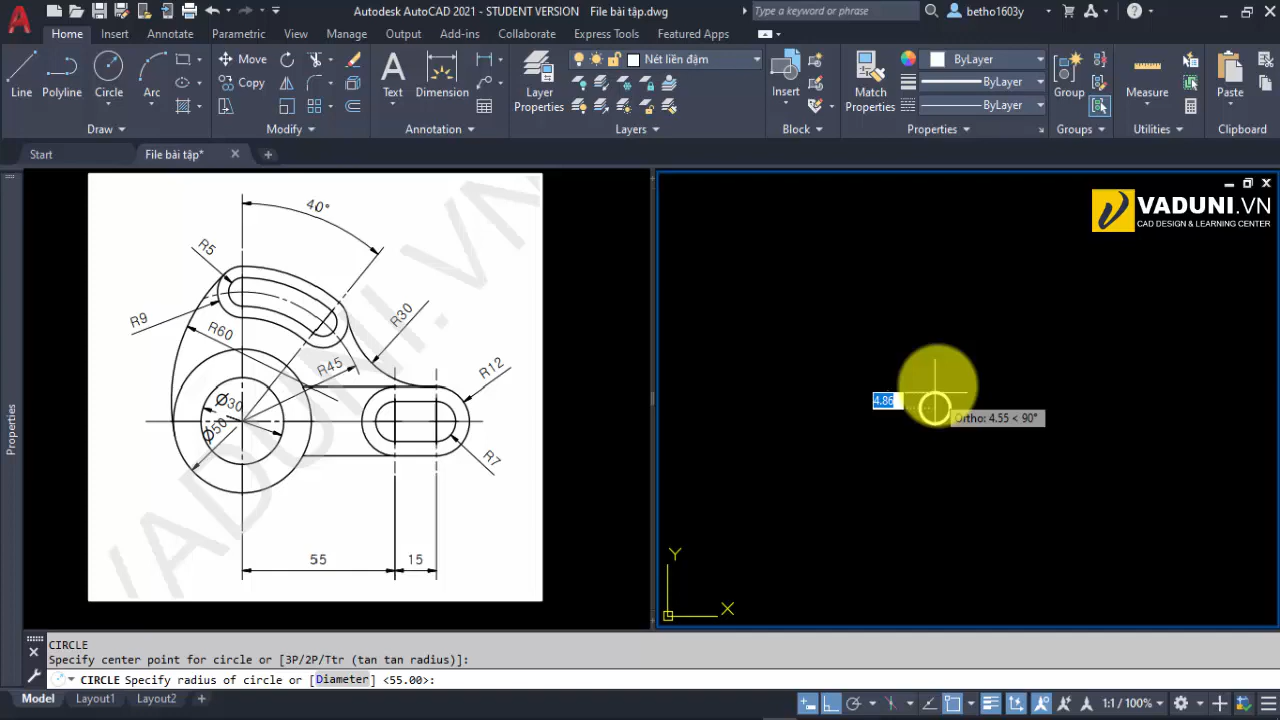 Autodesk AutoCAD 2021 - STUDENT VERSION File bài tập.dwg
Type a keyword or phrase
betho1603y
Home Insert Annotate Parametric View Manage Output Add-ins Collaborate Express Tools Featured Apps
Line Polyline Circle Arc
Move
Copy
Text Dimension
Layer Properties
Nét liền đậm
Insert
Match Properties
ByLayer
ByLayer
ByLayer
Group
Measure
Paste
Draw Modify Annotation Layers Block Properties Groups Utilities Clipboard
Start File bài tập*
Properties
VADUNI.VN
CAD DESIGN & LEARNING CENTER
VADUNI.VN
VADUNI.VN
40°
R5
R9
R60
R30
R45
R12
Ø30
Ø50
R7
55
15
4.86
Ortho: 4.55 < 90°
Y
X
CIRCLE
Specify center point for circle or [3P/2P/Ttr (tan tan radius)]:
CIRCLE Specify radius of circle or [Diameter] <55.00>:
Model Layout1 Layout2
1:1 / 100%